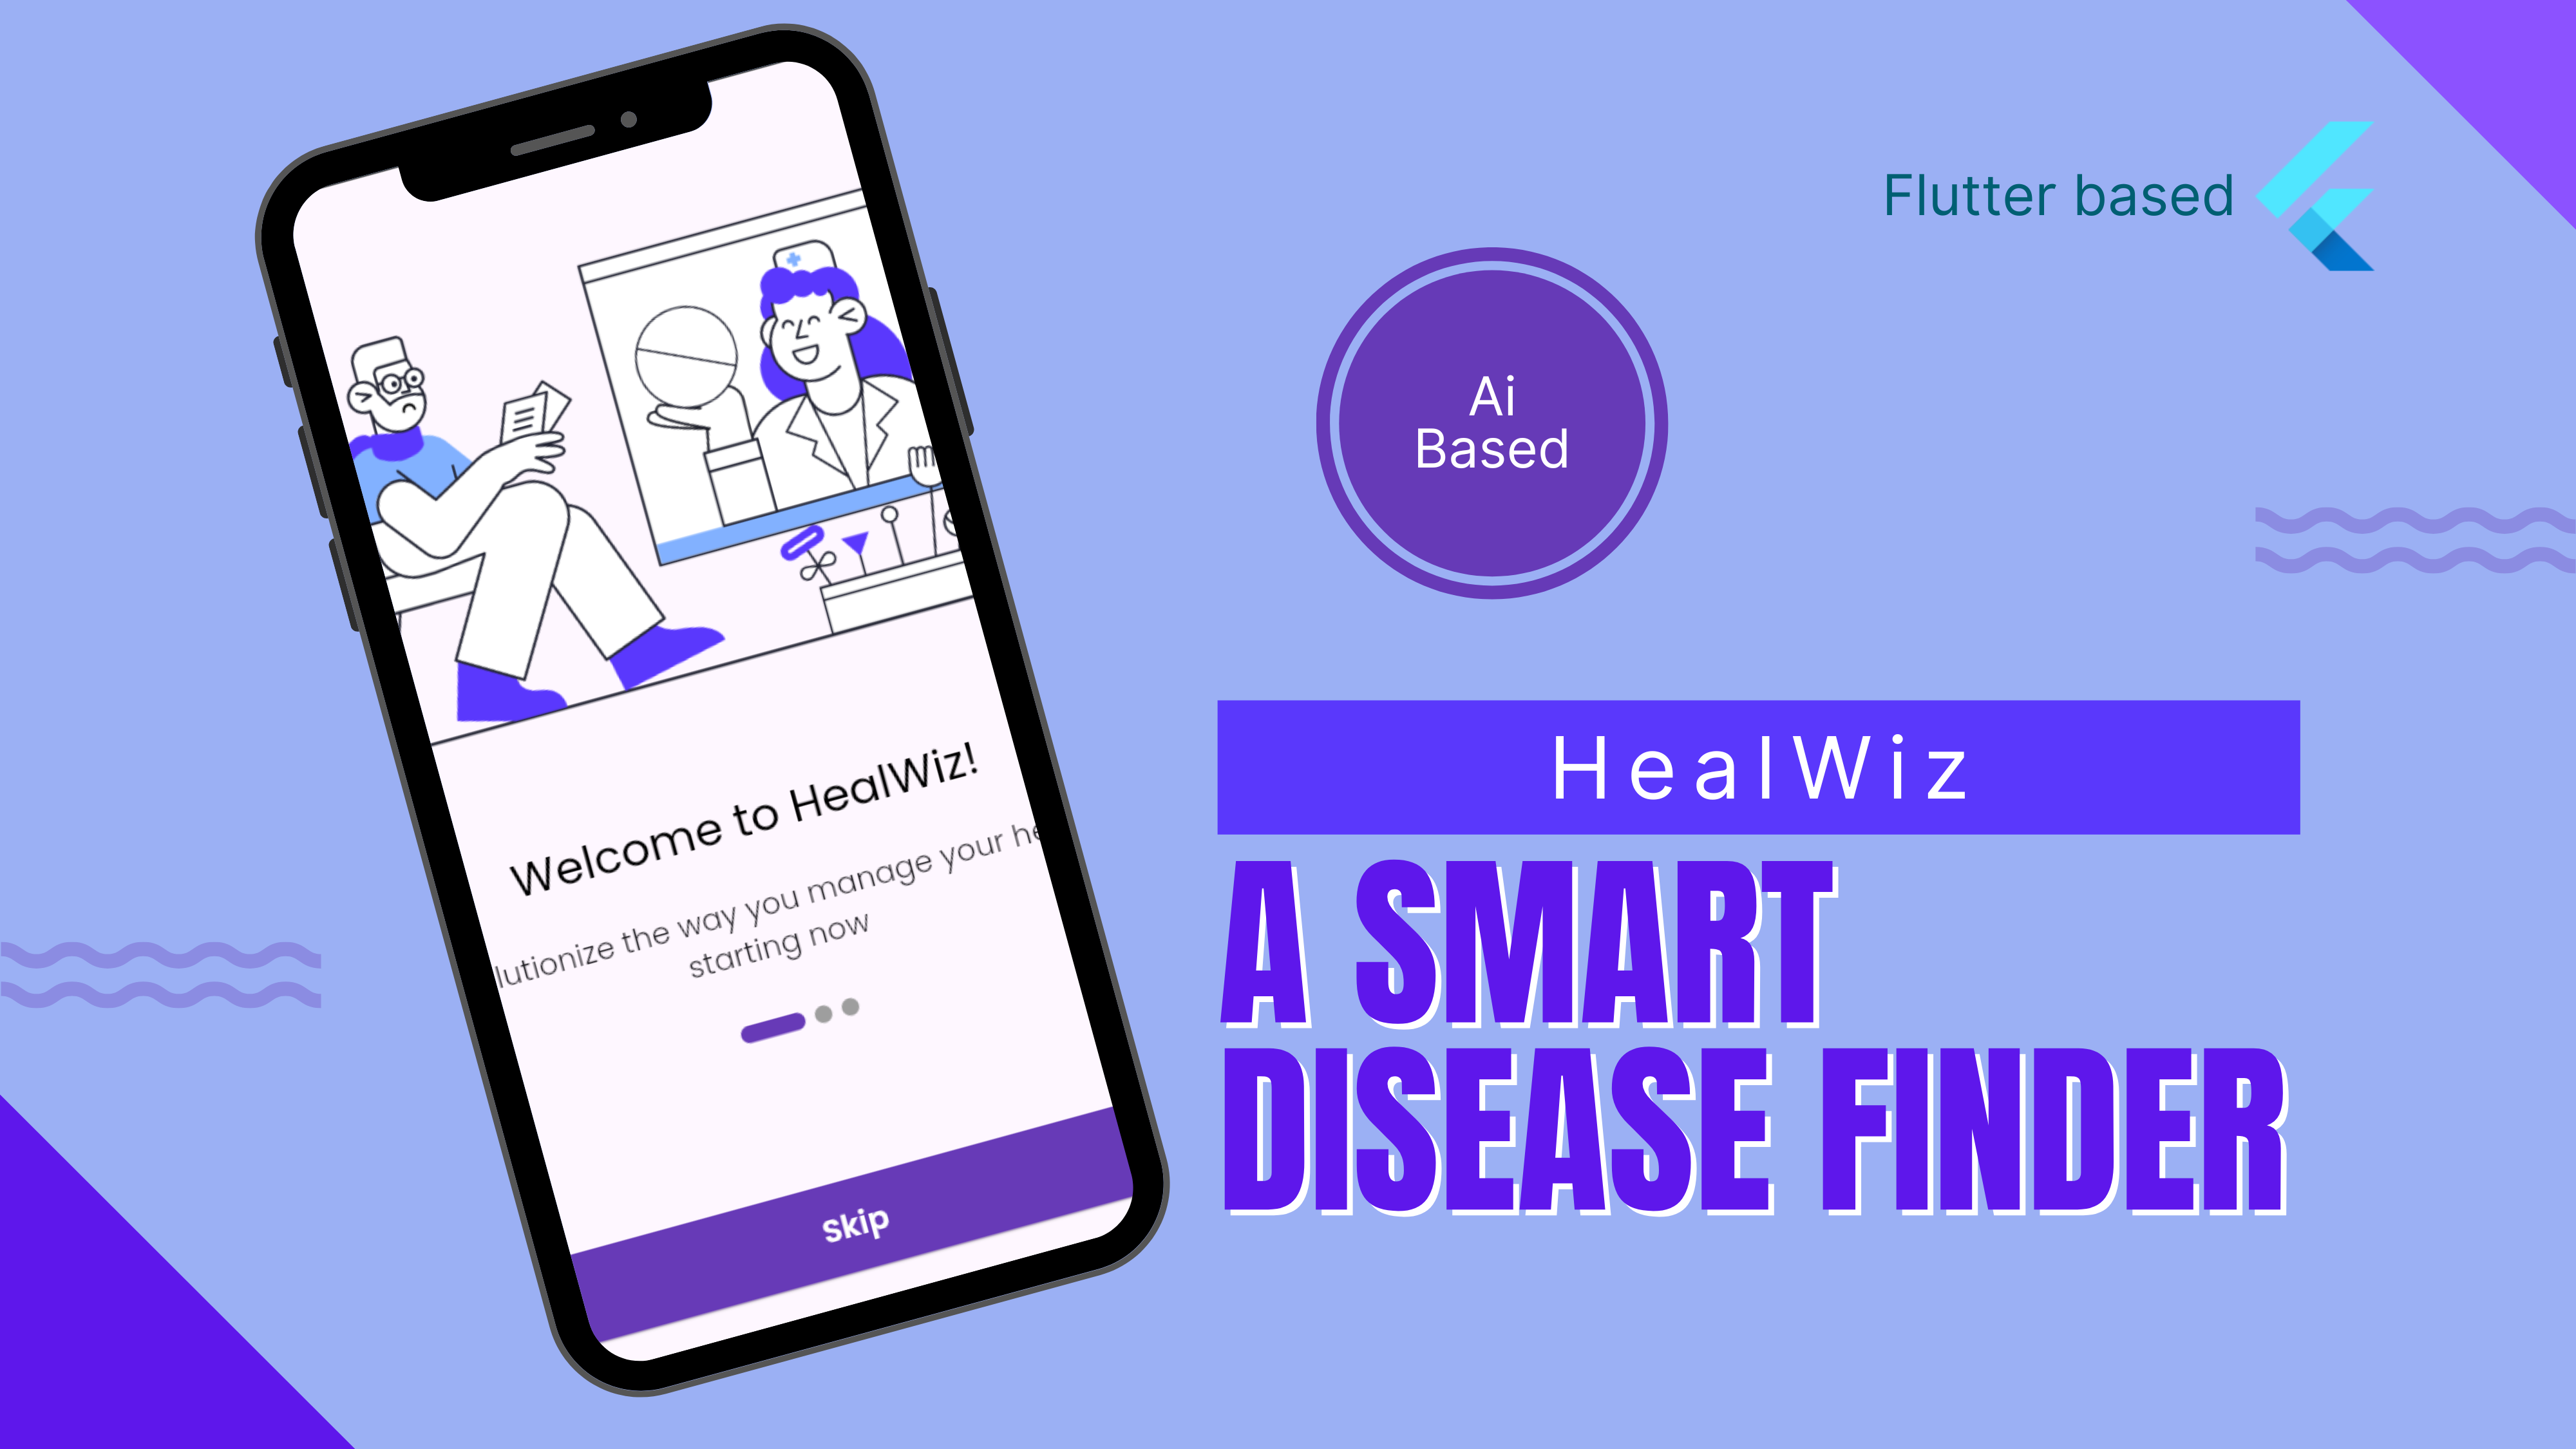 Flutter based
Ai
Based
HealWiz
A SMART
DISEASE FINDER
Welcome to HealWiz!
lutionize the way you manage your he
starting now
Skip